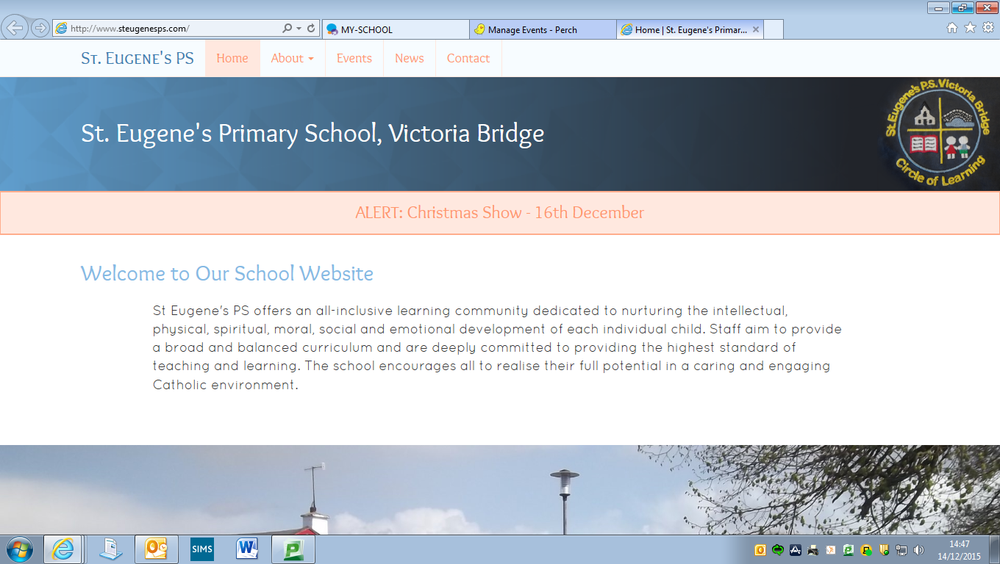 http://www.steugenesps.com/
MY-SCHOOL
Manage Events - Perch
Home | St. Eugene's Primar...
St. Eugene's PS
Home
About
Events
News
Contact
St. Eugene's Primary School, Victoria Bridge
St Eugene's P.S. Victoria Bridge
Circle of Learning
ALERT: Christmas Show - 16th December
Welcome to Our School Website
St Eugene's PS offers an all-inclusive learning community dedicated to nurturing the intellectual,
physical, spiritual, moral, social and emotional development of each individual child. Staff aim to provide
a broad and balanced curriculum and are deeply committed to providing the highest standard of
teaching and learning. The school encourages all to realise their full potential in a caring and engaging
Catholic environment.
SIMS
14:47
14/12/2015